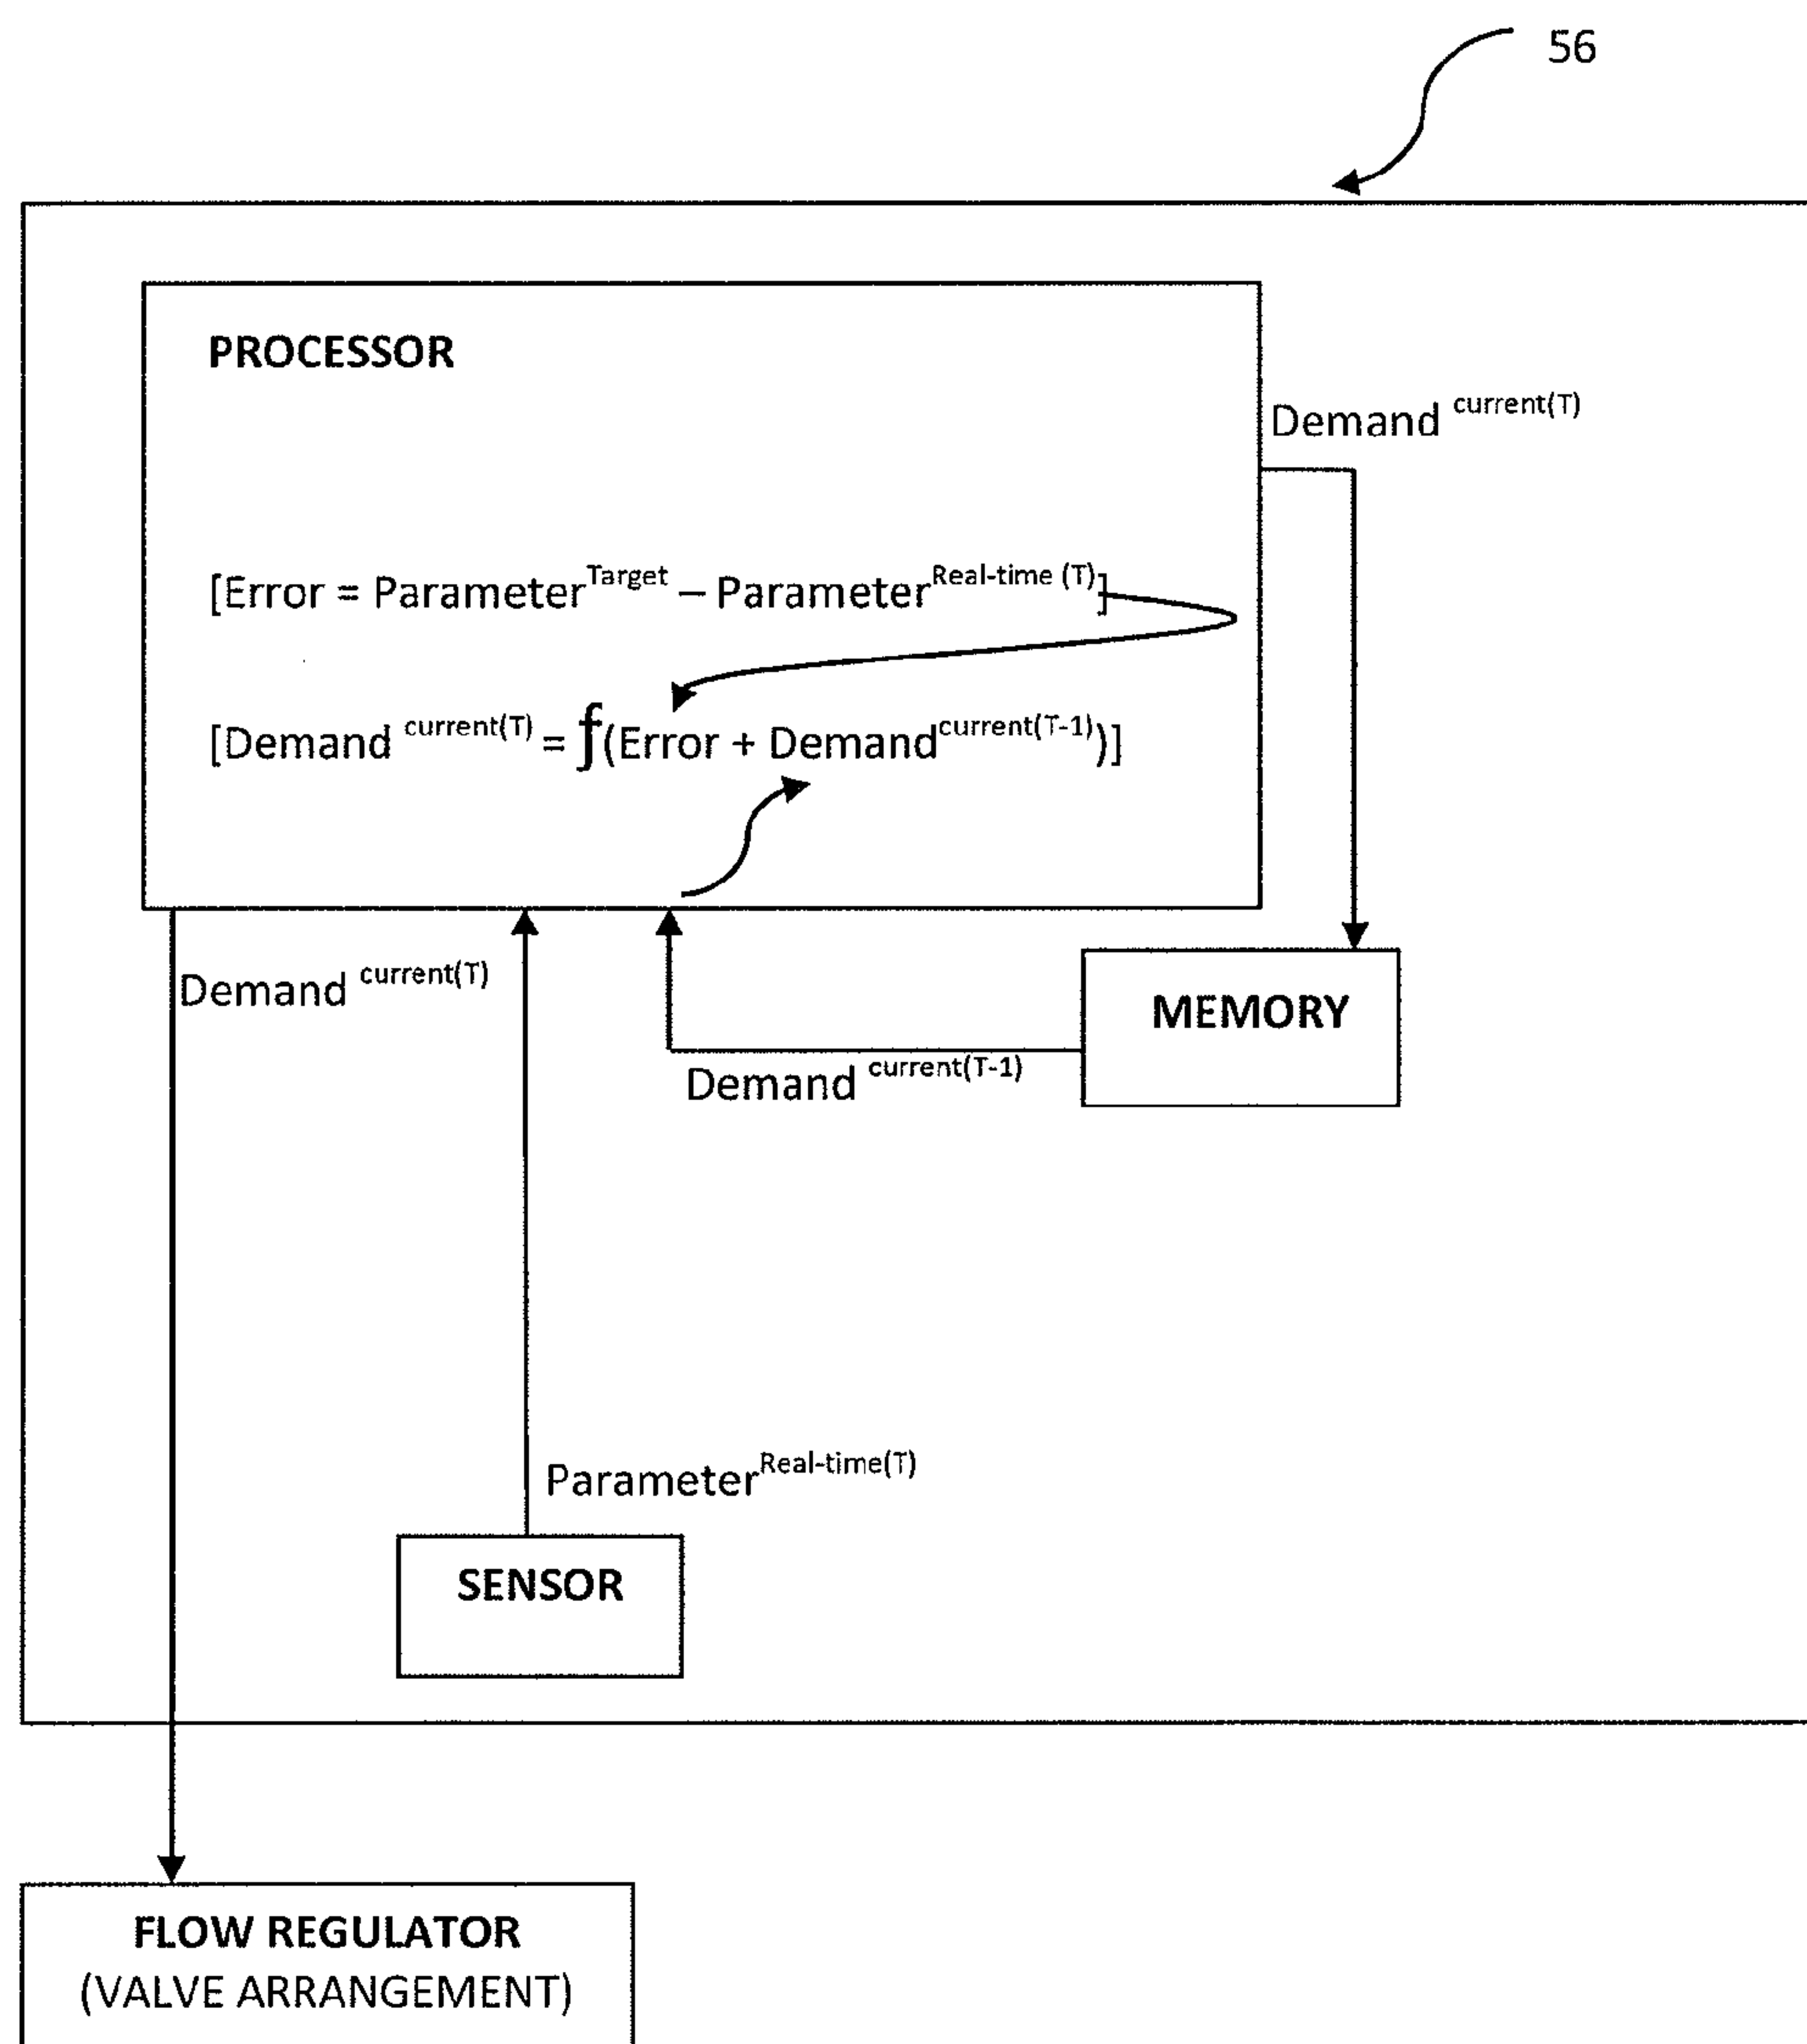 56
PROCESSOR
Demand current(T)
[Error = Parameter^Target – Parameter^Real-time (T)]
[Demand current(T) = ƒ(Error + Demand^current(T-1))]
Demand current(T)
MEMORY
Demand current(T-1)
Parameter^Real-time(T)
SENSOR
FLOW REGULATOR
(VALVE ARRANGEMENT)